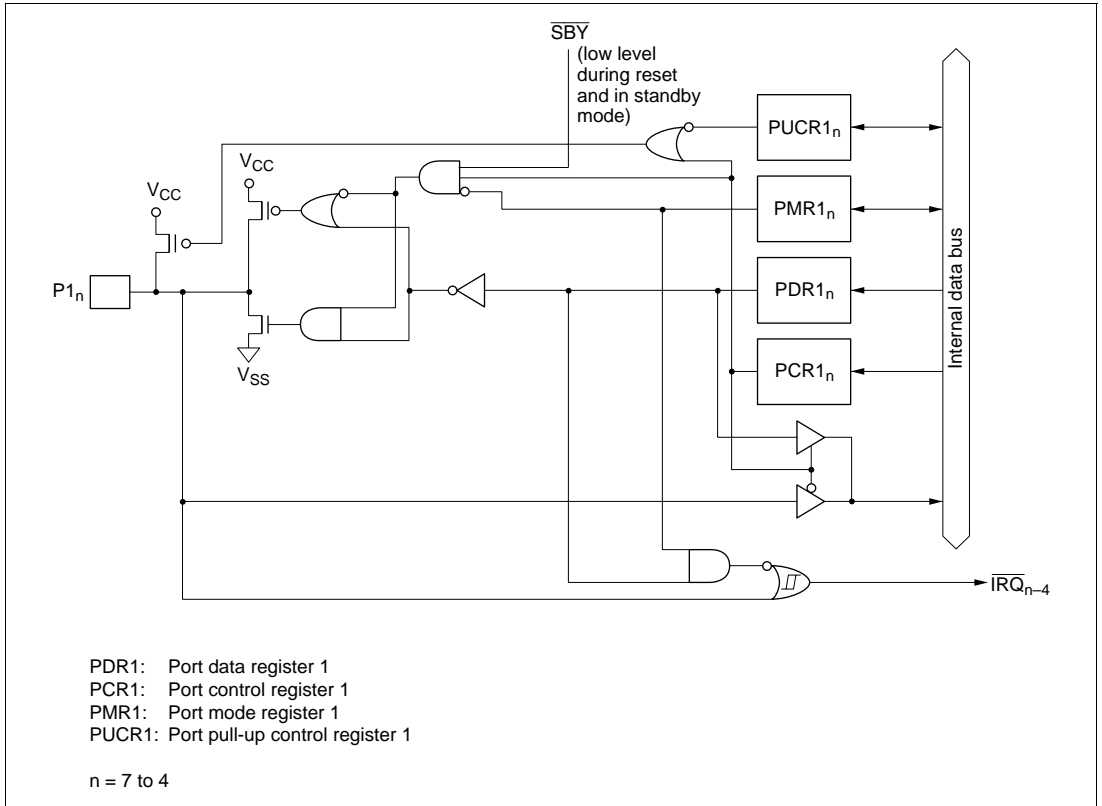 SBY
(low level
during reset
and in standby
mode)
PUCR1n
VCC
VCC
PMR1n
P1n
PDR1n
Internal data bus
PCR1n
VSS
IRQn–4
PDR1: Port data register 1
PCR1: Port control register 1
PMR1: Port mode register 1
PUCR1: Port pull-up control register 1
n = 7 to 4